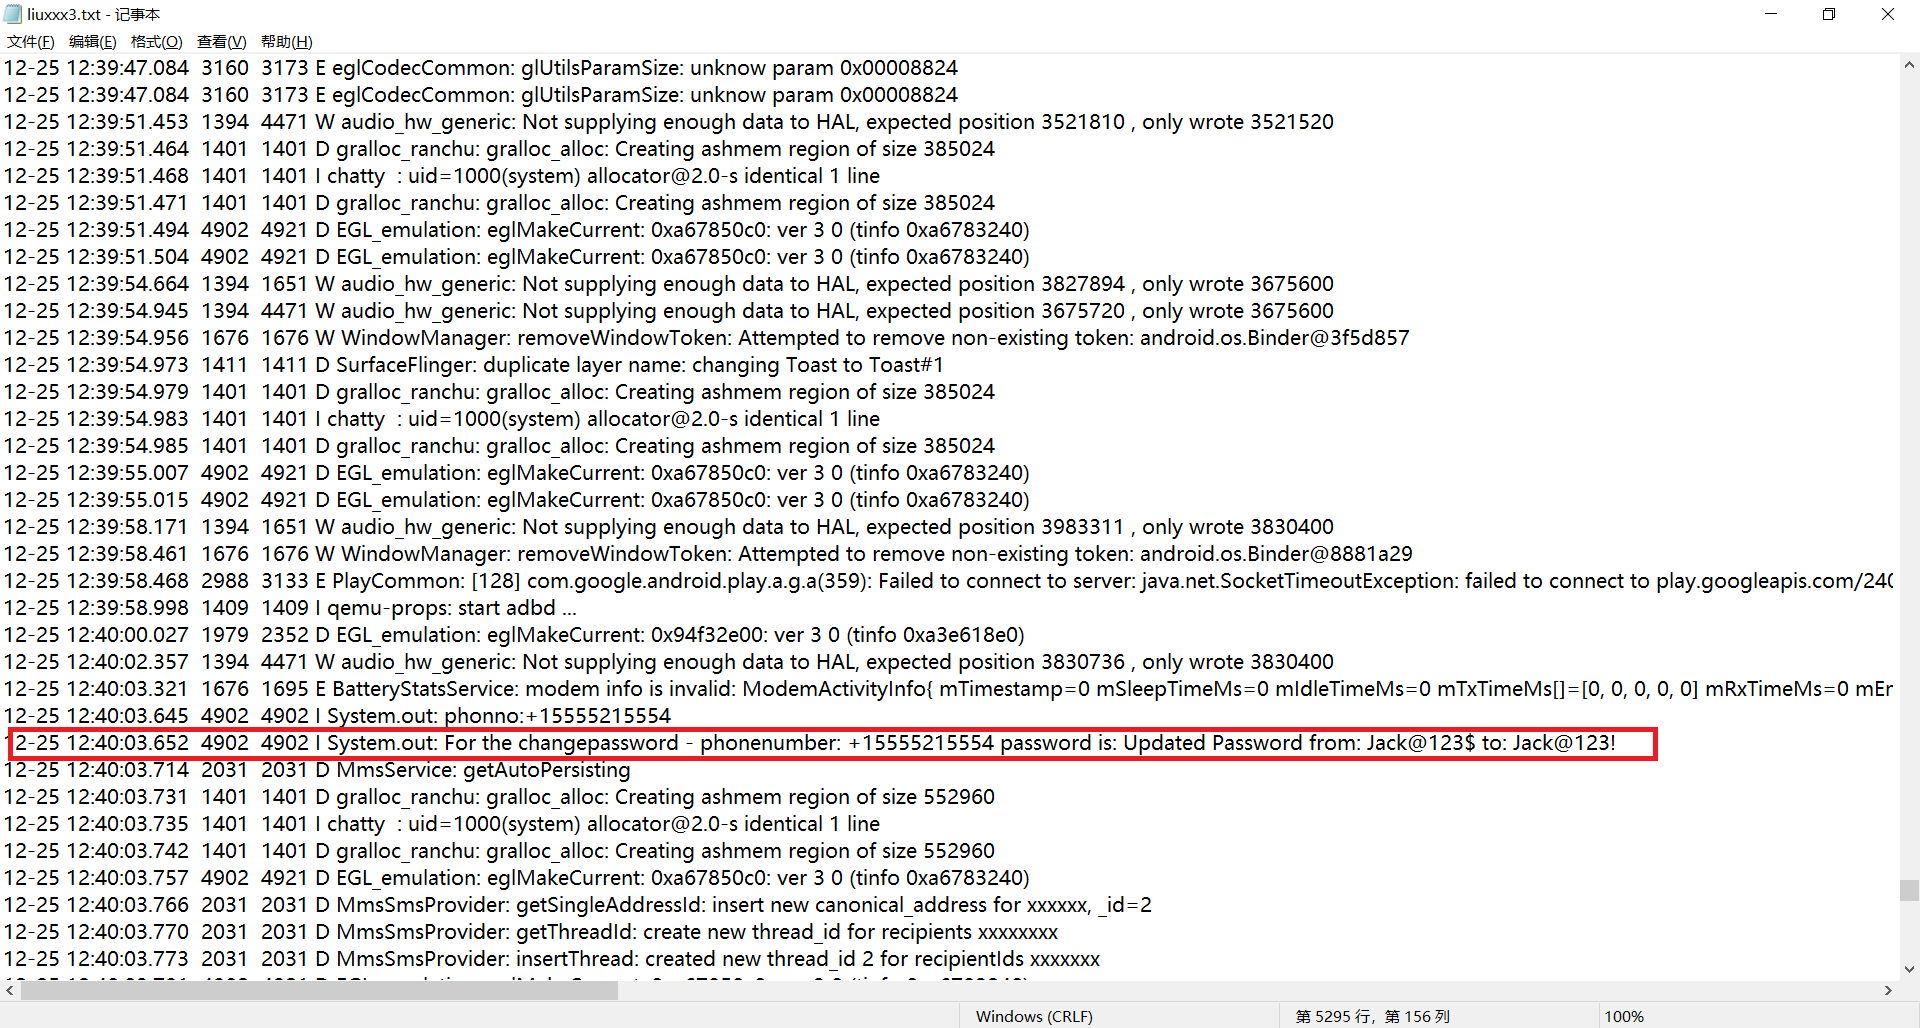 liuxxx3.txt - 记事本
文件(F) 编辑(E) 格式(O) 查看(V) 帮助(H)
12-25 12:39:47.084 3160 3173 E eglCodecCommon: glUtilsParamSize: unknow param 0x00008824
12-25 12:39:47.084 3160 3173 E eglCodecCommon: glUtilsParamSize: unknow param 0x00008824
12-25 12:39:51.453 1394 4471 W audio_hw_generic: Not supplying enough data to HAL, expected position 3521810 , only wrote 3521520
12-25 12:39:51.464 1401 1401 D gralloc_ranchu: gralloc_alloc: Creating ashmem region of size 385024
12-25 12:39:51.468 1401 1401 I chatty : uid=1000(system) allocator@2.0-s identical 1 line
12-25 12:39:51.471 1401 1401 D gralloc_ranchu: gralloc_alloc: Creating ashmem region of size 385024
12-25 12:39:51.494 4902 4921 D EGL_emulation: eglMakeCurrent: 0xa67850c0: ver 3 0 (tinfo 0xa6783240)
12-25 12:39:51.504 4902 4921 D EGL_emulation: eglMakeCurrent: 0xa67850c0: ver 3 0 (tinfo 0xa6783240)
12-25 12:39:54.664 1394 1651 W audio_hw_generic: Not supplying enough data to HAL, expected position 3827894 , only wrote 3675600
12-25 12:39:54.945 1394 4471 W audio_hw_generic: Not supplying enough data to HAL, expected position 3675720 , only wrote 3675600
12-25 12:39:54.956 1676 1676 W WindowManager: removeWindowToken: Attempted to remove non-existing token: android.os.Binder@3f5d857
12-25 12:39:54.973 1411 1411 D SurfaceFlinger: duplicate layer name: changing Toast to Toast#1
12-25 12:39:54.979 1401 1401 D gralloc_ranchu: gralloc_alloc: Creating ashmem region of size 385024
12-25 12:39:54.983 1401 1401 I chatty : uid=1000(system) allocator@2.0-s identical 1 line
12-25 12:39:54.985 1401 1401 D gralloc_ranchu: gralloc_alloc: Creating ashmem region of size 385024
12-25 12:39:55.007 4902 4921 D EGL_emulation: eglMakeCurrent: 0xa67850c0: ver 3 0 (tinfo 0xa6783240)
12-25 12:39:55.015 4902 4921 D EGL_emulation: eglMakeCurrent: 0xa67850c0: ver 3 0 (tinfo 0xa6783240)
12-25 12:39:58.171 1394 1651 W audio_hw_generic: Not supplying enough data to HAL, expected position 3983311 , only wrote 3830400
12-25 12:39:58.461 1676 1676 W WindowManager: removeWindowToken: Attempted to remove non-existing token: android.os.Binder@8881a29
12-25 12:39:58.468 2988 3133 E PlayCommon: [128] com.google.android.play.a.g.a(359): Failed to connect to server: java.net.SocketTimeoutException: failed to connect to play.googleapis.com/240
12-25 12:39:58.998 1409 1409 I qemu-props: start adbd ...
12-25 12:40:00.027 1979 2352 D EGL_emulation: eglMakeCurrent: 0x94f32e00: ver 3 0 (tinfo 0xa3e618e0)
12-25 12:40:02.357 1394 4471 W audio_hw_generic: Not supplying enough data to HAL, expected position 3830736 , only wrote 3830400
12-25 12:40:03.321 1676 1695 E BatteryStatsService: modem info is invalid: ModemActivityInfo{ mTimestamp=0 mSleepTimeMs=0 mIdleTimeMs=0 mTxTimeMs[]=[0, 0, 0, 0, 0] mRxTimeMs=0 mEr
12-25 12:40:03.645 4902 4902 I System.out: phonno:+15555215554
12-25 12:40:03.652 4902 4902 I System.out: For the changepassword - phonenumber: +15555215554 password is: Updated Password from: Jack@123$ to: Jack@123!
12-25 12:40:03.714 2031 2031 D MmsService: getAutoPersisting
12-25 12:40:03.731 1401 1401 D gralloc_ranchu: gralloc_alloc: Creating ashmem region of size 552960
12-25 12:40:03.735 1401 1401 I chatty : uid=1000(system) allocator@2.0-s identical 1 line
12-25 12:40:03.742 1401 1401 D gralloc_ranchu: gralloc_alloc: Creating ashmem region of size 552960
12-25 12:40:03.757 4902 4921 D EGL_emulation: eglMakeCurrent: 0xa67850c0: ver 3 0 (tinfo 0xa6783240)
12-25 12:40:03.766 2031 2031 D MmsSmsProvider: getSingleAddressId: insert new canonical_address for xxxxxx, _id=2
12-25 12:40:03.770 2031 2031 D MmsSmsProvider: getThreadId: create new thread_id for recipients xxxxxxxx
12-25 12:40:03.773 2031 2031 D MmsSmsProvider: insertThread: created new thread_id 2 for recipientIds xxxxxxx
Windows (CRLF) 第 5295 行，第 156 列 100%